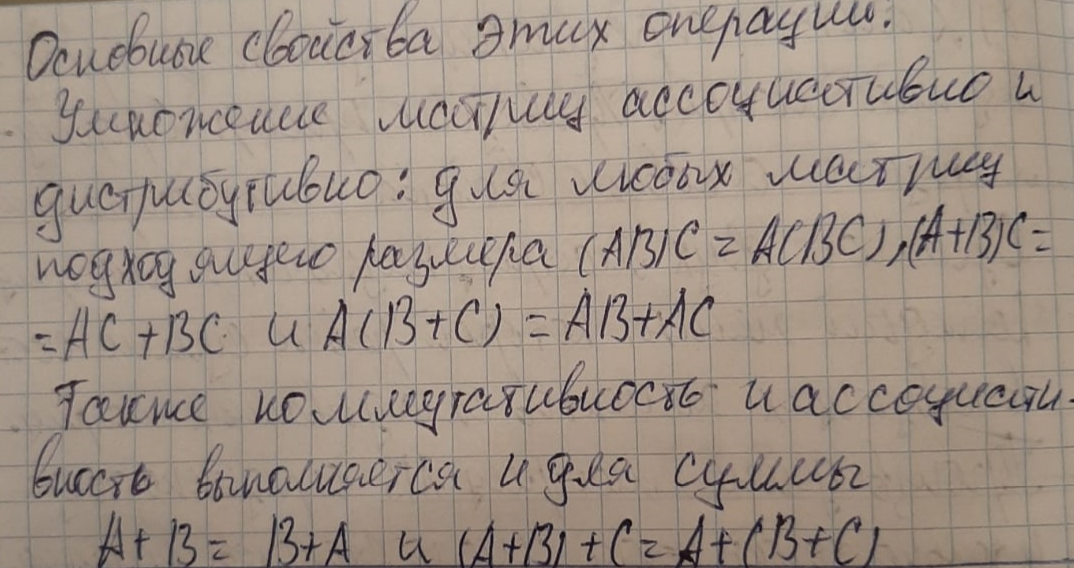 Основные свойства этих операций.
Умножение матриц ассоциативно и
дистрибутивно: для любых матриц
подходящего размера (AB)C = A(BC), (A+B)C =
= AC + BC и A(B+C) = AB+AC
Также коммутативность и ассоциати-
вность выполняется и для суммы
A+B = B+A и (A+B)+C = A+(B+C)